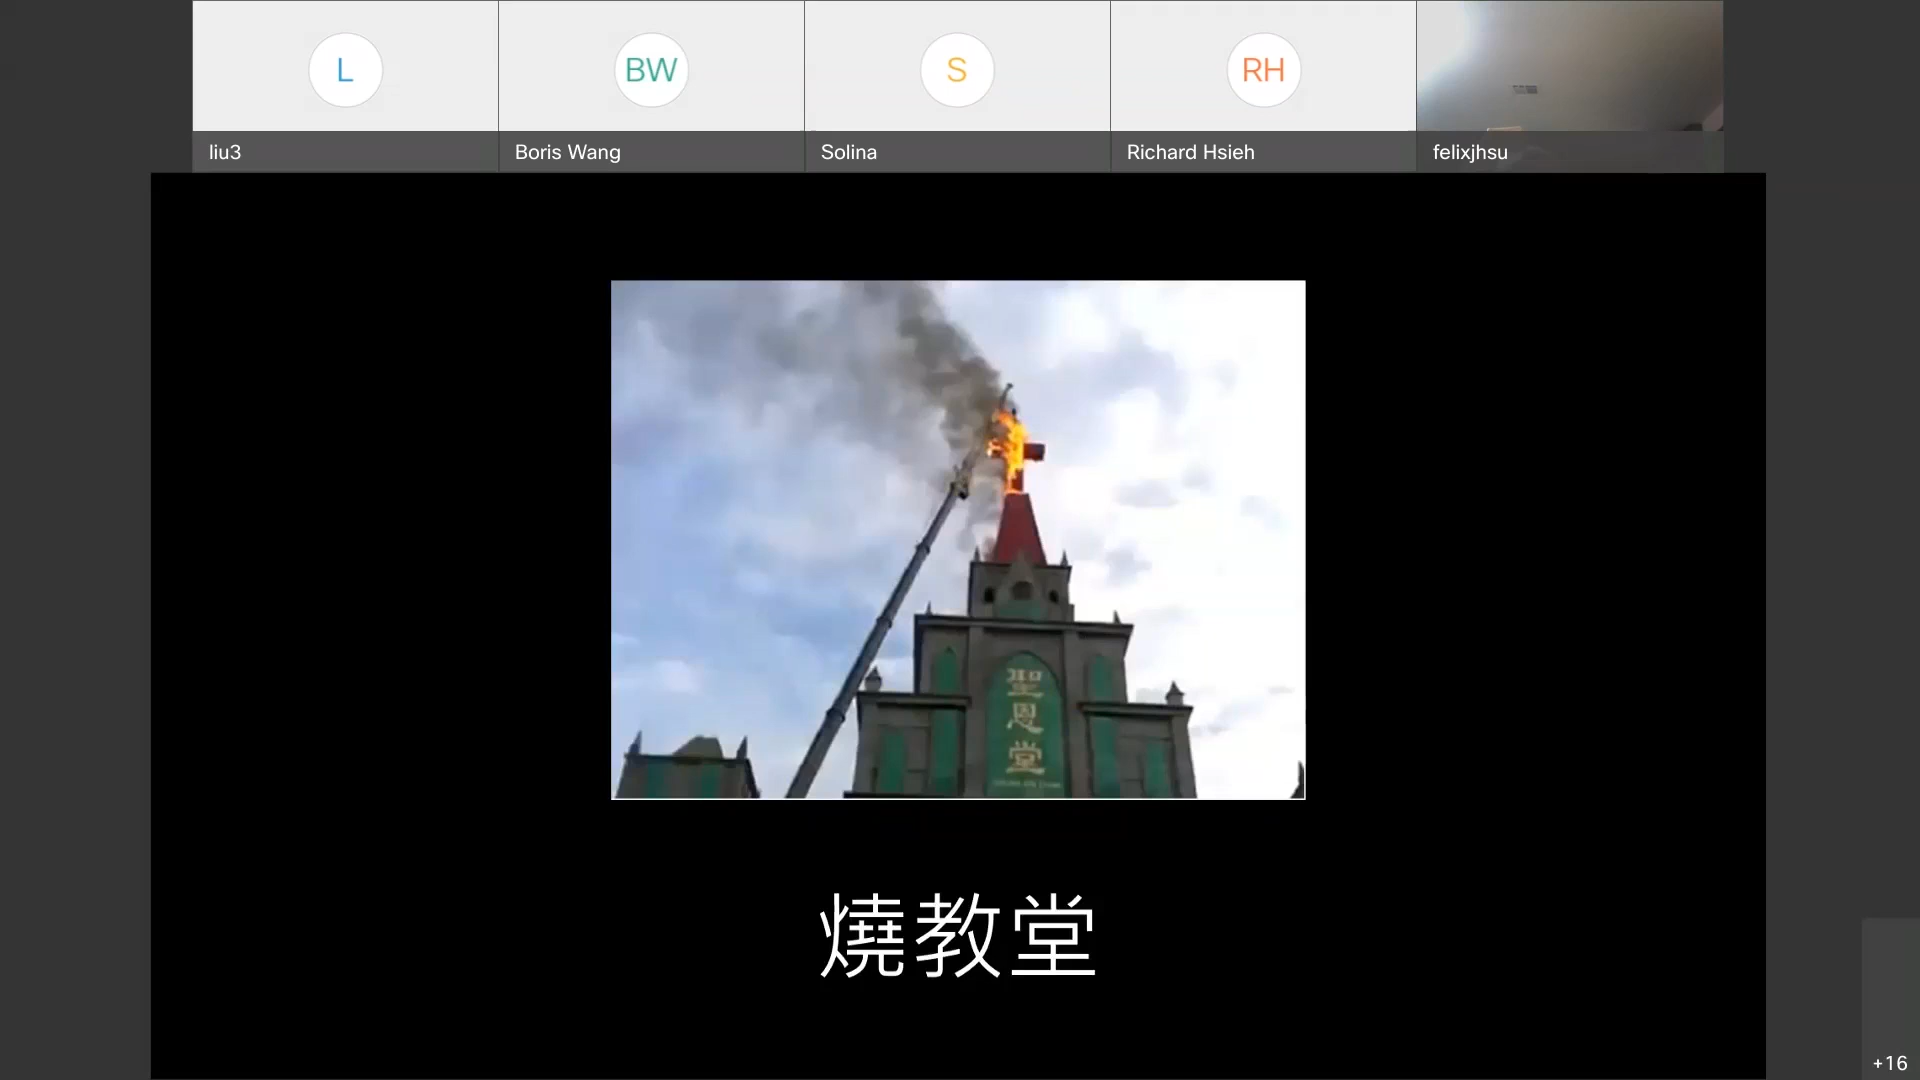 L
BW
S
RH
liu3
Boris Wang
Solina
Richard Hsieh
felixjhsu
聖
恩
堂
燒教堂
+16